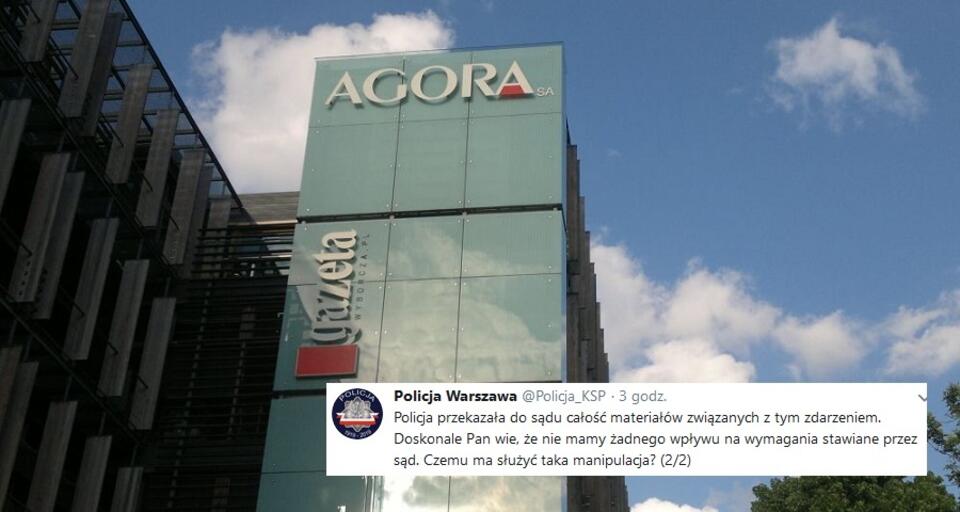 AGORA SA
gazeta
WYBORCZA.PL
POLICJA
1919-2019
Policja Warszawa @Policja_KSP · 3 godz.
Policja przekazała do sądu całość materiałów związanych z tym zdarzeniem.
Doskonale Pan wie, że nie mamy żadnego wpływu na wymagania stawiane przez
sąd. Czemu ma służyć taka manipulacja? (2/2)